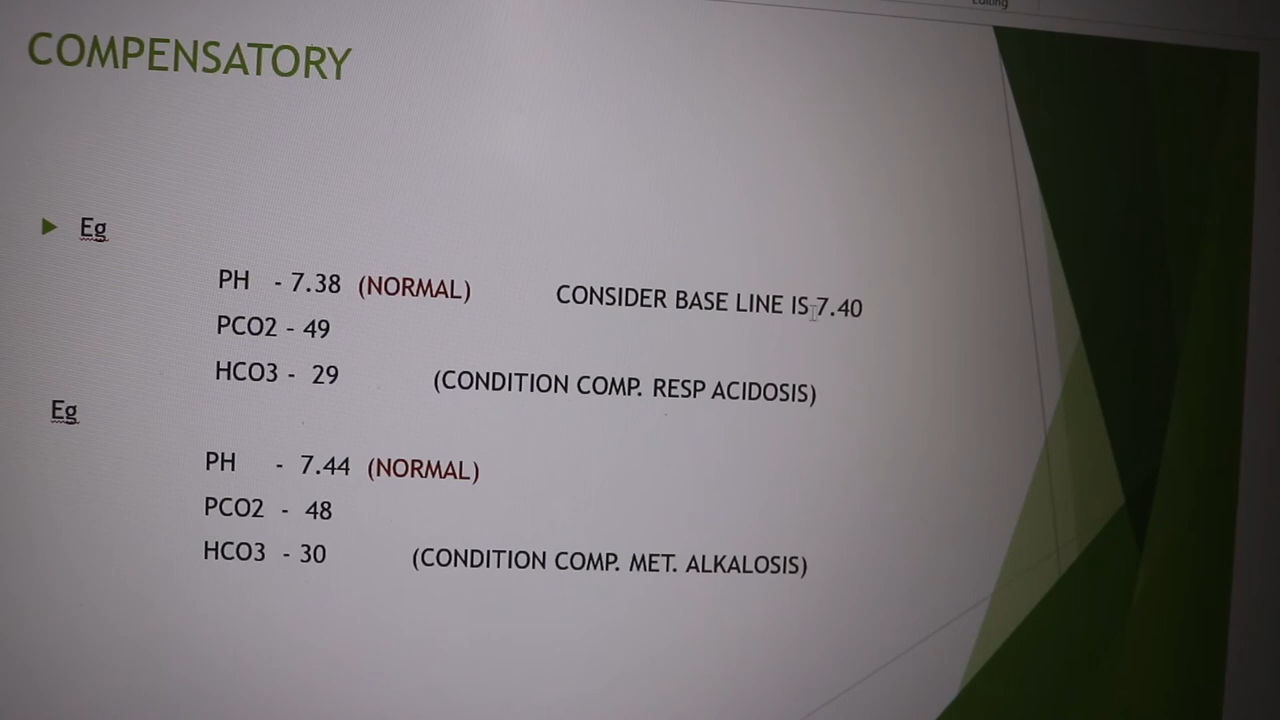 Editing
COMPENSATORY
Eg
PH - 7.38 (NORMAL) CONSIDER BASE LINE IS 7.40
PCO2 - 49
HCO3 - 29 (CONDITION COMP. RESP ACIDOSIS)
Eg
PH - 7.44 (NORMAL)
PCO2 - 48
HCO3 - 30 (CONDITION COMP. MET. ALKALOSIS)